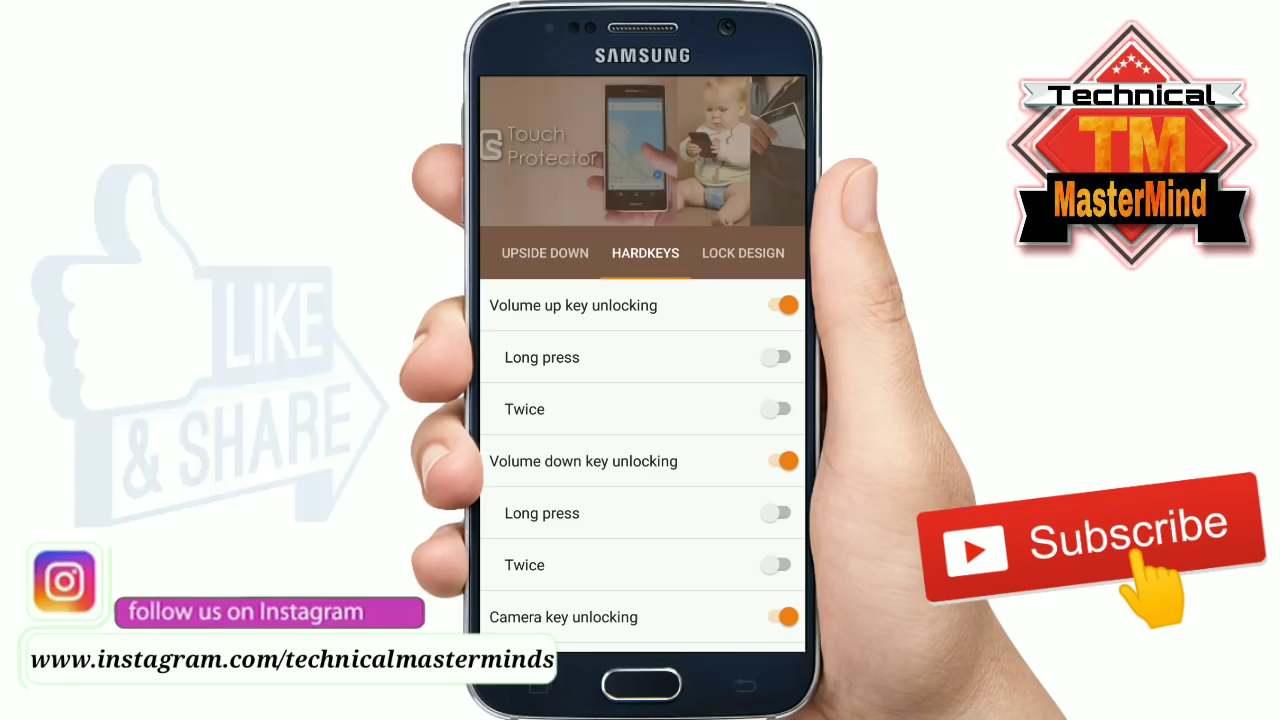 SAMSUNG
Touch
Protector
UPSIDE DOWN
HARDKEYS
LOCK DESIGN
Volume up key unlocking
Long press
Twice
Volume down key unlocking
Long press
Twice
Camera key unlocking
Technical
TM
MasterMind
LIKE
& SHARE
Subscribe
follow us on Instagram
www.instagram.com/technicalmasterminds